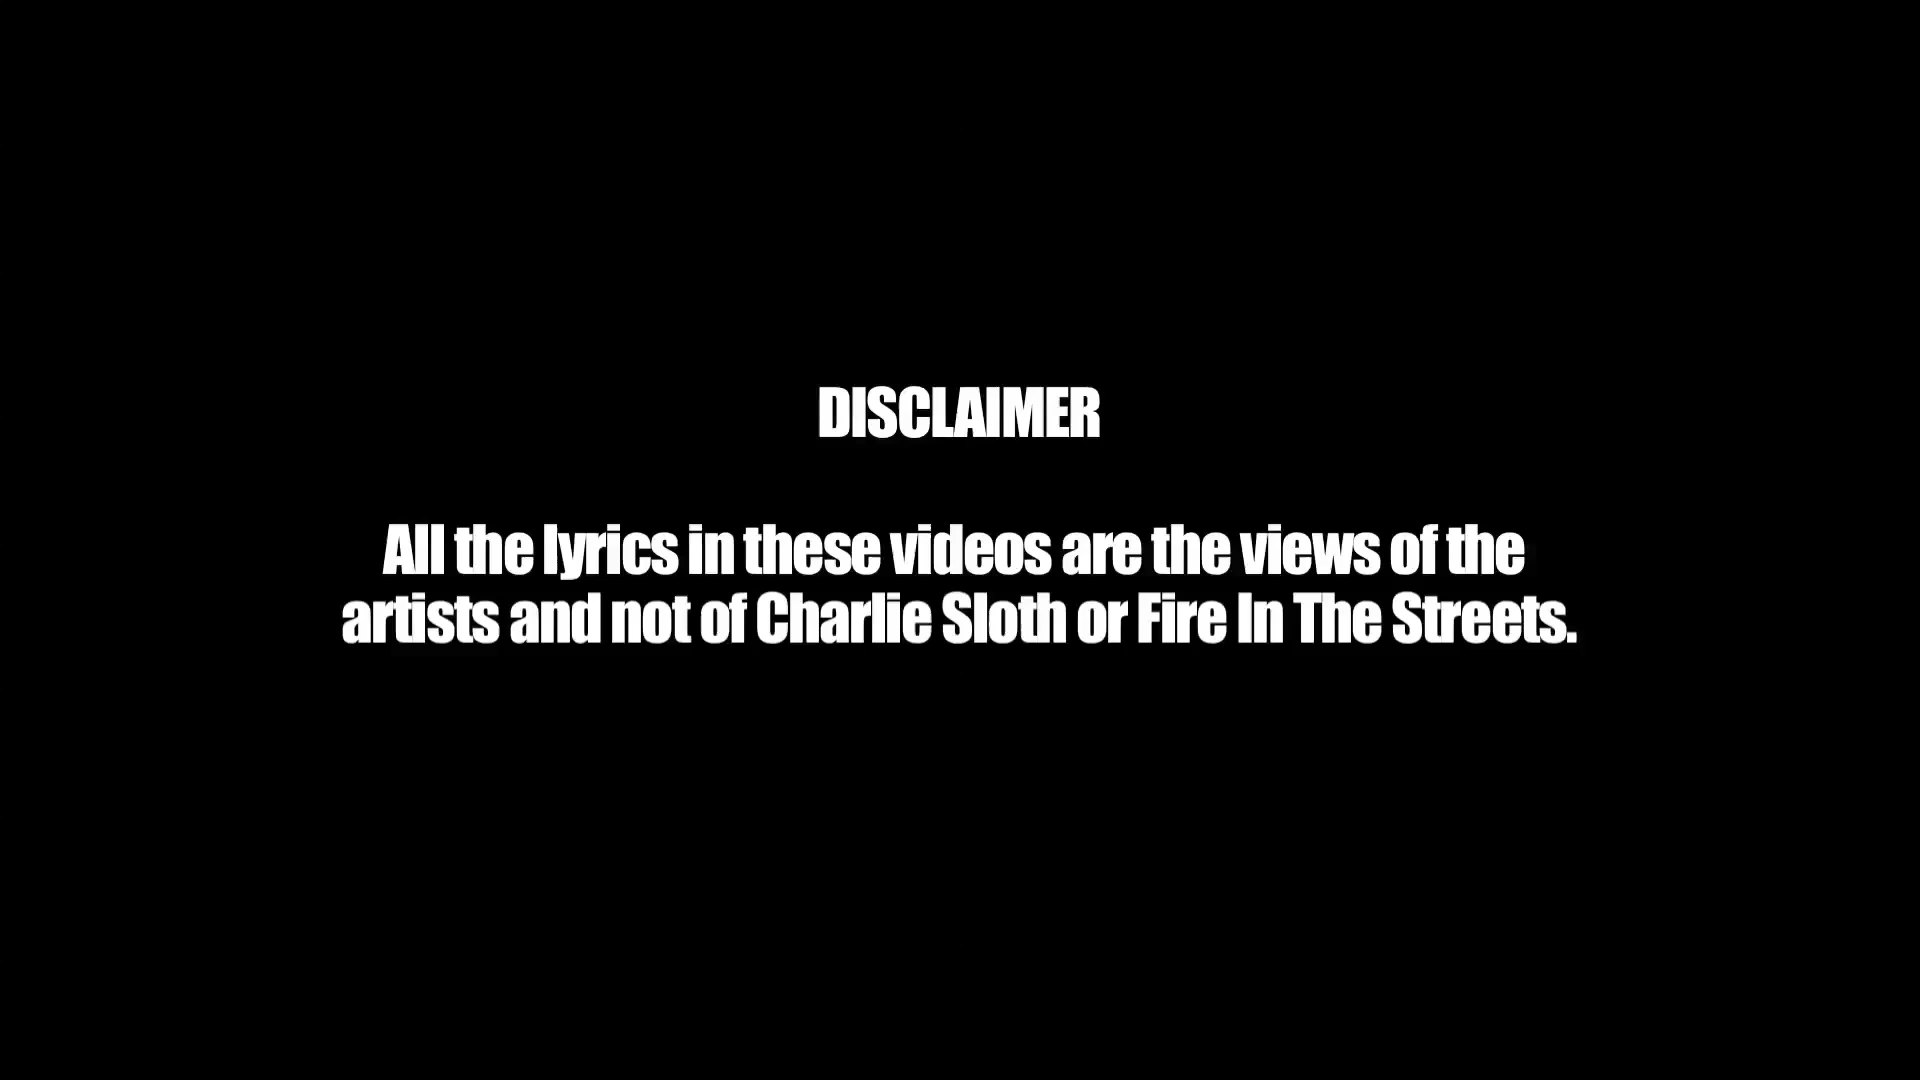 DISCLAIMER
All the lyrics in these videos are the views of the
artists and not of Charlie Sloth or Fire In The Streets.